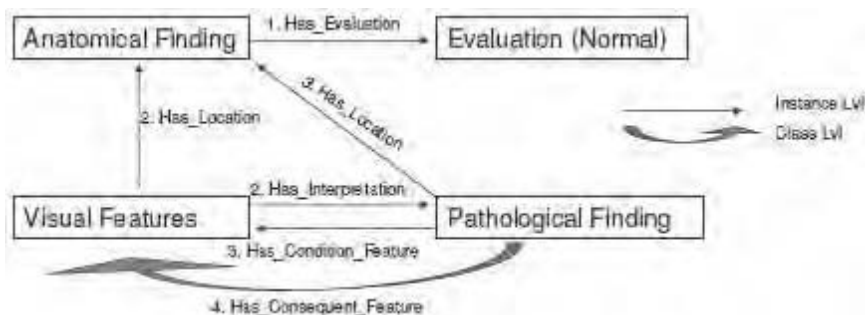 1. Has_Evaluation
Anatomical Finding
Evaluation (Normal)
3. Has_Location
2. Has_Location
Instance Lvl
Class Lvl
2. Has_Interpretation
Visual Features
Pathological Finding
3. Has_Condition_Feature
4. Has_Consequent_Feature